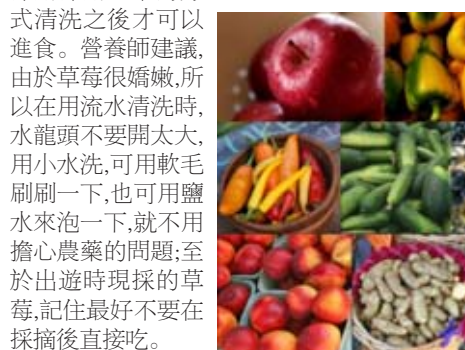 式清洗之後才可以
進食。營養師建議,
由於草莓很嬌嫩,所
以在用流水清洗時,
水龍頭不要開太大,
用小水洗,可用軟毛
刷刷一下,也可用鹽
水來泡一下,就不用
擔心農藥的問題;至
於出遊時現採的草
莓,記住最好不要在
採摘後直接吃。